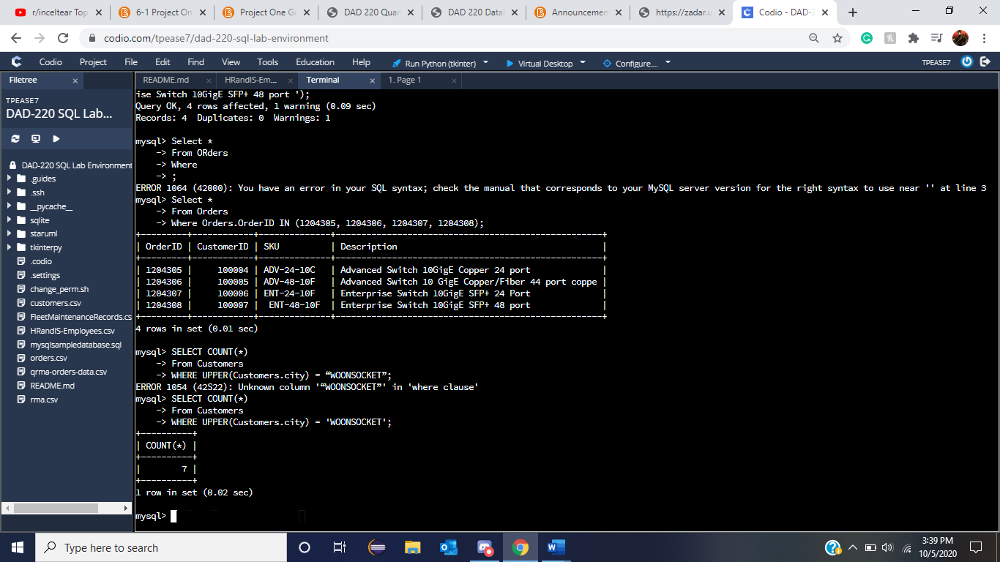 r/inceltear Top
6-1 Project On
Project One Gu
DAD 220 Quan
DAD 220 Datal
Announcemen
https://zadar.u
Codio - DAD-2
codio.com/tpease7/dad-220-sql-lab-environment
Codio Project File Edit Find View Tools Education Help Run Python (tkinter) Virtual Desktop Configure.... TPEASE7
Filetree
README.md HRandIS-Em... Terminal 1. Page 1
TPEASE7
DAD-220 SQL Lab...
DAD-220 SQL Lab Environment
.guides
.ssh
__pycache__
sqlite
staruml
tkinterpy
.codio
.settings
change_perm.sh
customers.csv
FleetMaintenanceRecords.cs
HRandIS-Employees.csv
mysqlsampledatabase.sql
orders.csv
qrma-orders-data.csv
README.md
rma.csv
ise Switch 10GigE SFP+ 48 port ');
Query OK, 4 rows affected, 1 warning (0.09 sec)
Records: 4  Duplicates: 0  Warnings: 1
mysql> Select *
    -> From ORders
    -> Where
    -> ;
ERROR 1064 (42000): You have an error in your SQL syntax; check the manual that corresponds to your MySQL server version for the right syntax to use near '' at line 3
mysql> Select *
    -> From Orders
    -> Where Orders.OrderID IN (1204305, 1204306, 1204307, 1204308);
+---------+------------+--------------+----------------------------------------------------+
| OrderID | CustomerID | SKU          | Description                                        |
+---------+------------+--------------+----------------------------------------------------+
| 1204305 |     100004 | ADV-24-10C   | Advanced Switch 10GigE Copper 24 port              |
| 1204306 |     100005 | ADV-48-10F   | Advanced Switch 10 GigE Copper/Fiber 44 port coppe |
| 1204307 |     100006 | ENT-24-10F   | Enterprise Switch 10GigE SFP+ 24 Port              |
| 1204308 |     100007 |  ENT-48-10F  | Enterprise Switch 10GigE SFP+ 48 port              |
+---------+------------+--------------+----------------------------------------------------+
4 rows in set (0.01 sec)
mysql> SELECT COUNT(*)
    -> From Customers
    -> WHERE UPPER(Customers.city) = “WOONSOCKET”;
ERROR 1054 (42S22): Unknown column '“WOONSOCKET”' in 'where clause'
mysql> SELECT COUNT(*)
    -> From Customers
    -> WHERE UPPER(Customers.city) = 'WOONSOCKET';
+----------+
| COUNT(*) |
+----------+
|        7 |
+----------+
1 row in set (0.02 sec)
mysql>
Type here to search
3:39 PM
10/5/2020